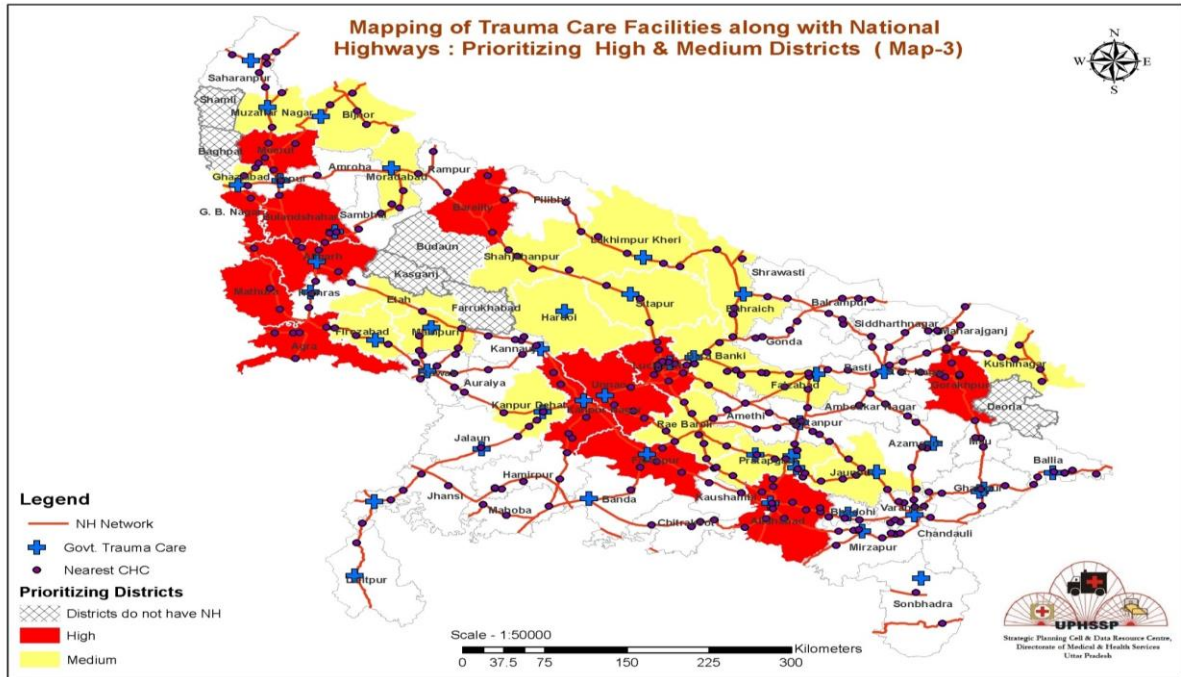 Mapping of Trauma Care Facilities along with National
Highways : Prioritizing High & Medium Districts ( Map-3)
N
W E
S
Saharanpur
Shamli
Muzaffar Nagar
Bijnor
Baghpat
Meerut
Amroha
Rampur
Ghaziabad
Moradabad
Pilibhit
G. B. Nagar
Bulandshahar
Sambhal
Bareilly
Budaun
Lakhimpur Kheri
Shahjahanpur
Shrawasti
Aligarh
Kasganj
Mathura
Hathras
Etah
Farrukhabad
Hardoi
Sitapur
Bahraich
Balrampur
Siddharthnagar
Maharajganj
Firozabad
Mainpuri
Agra
Kannauj
Gonda
Banki
Basti
Kushinagar
Auraiya
Unnao
Faizabad
Gorakhpur
Deoria
Kanpur Dehat
Kanpur Nagar
Amethi
Ambedkar Nagar
Rae Bareli
Jalaun
Ballia
Hamirpur
Pratapgarh
Jaunpur
Jhansi
Kaushambi
Mahoba
Banda
Chitrakoot
Allahabad
Bhadohi
Chandauli
Mirzapur
Sonbhadra
Legend
NH Network
Govt. Trauma Care
Nearest CHC
Prioritizing Districts
Districts do not have NH
High
Medium
Scale - 1:50000
Kilometers
0 37.5 75 150 225 300
UPHSSP
Strategic Planning Cell & Data Resource Centre,
Directorate of Medical & Health Services
Uttar Pradesh